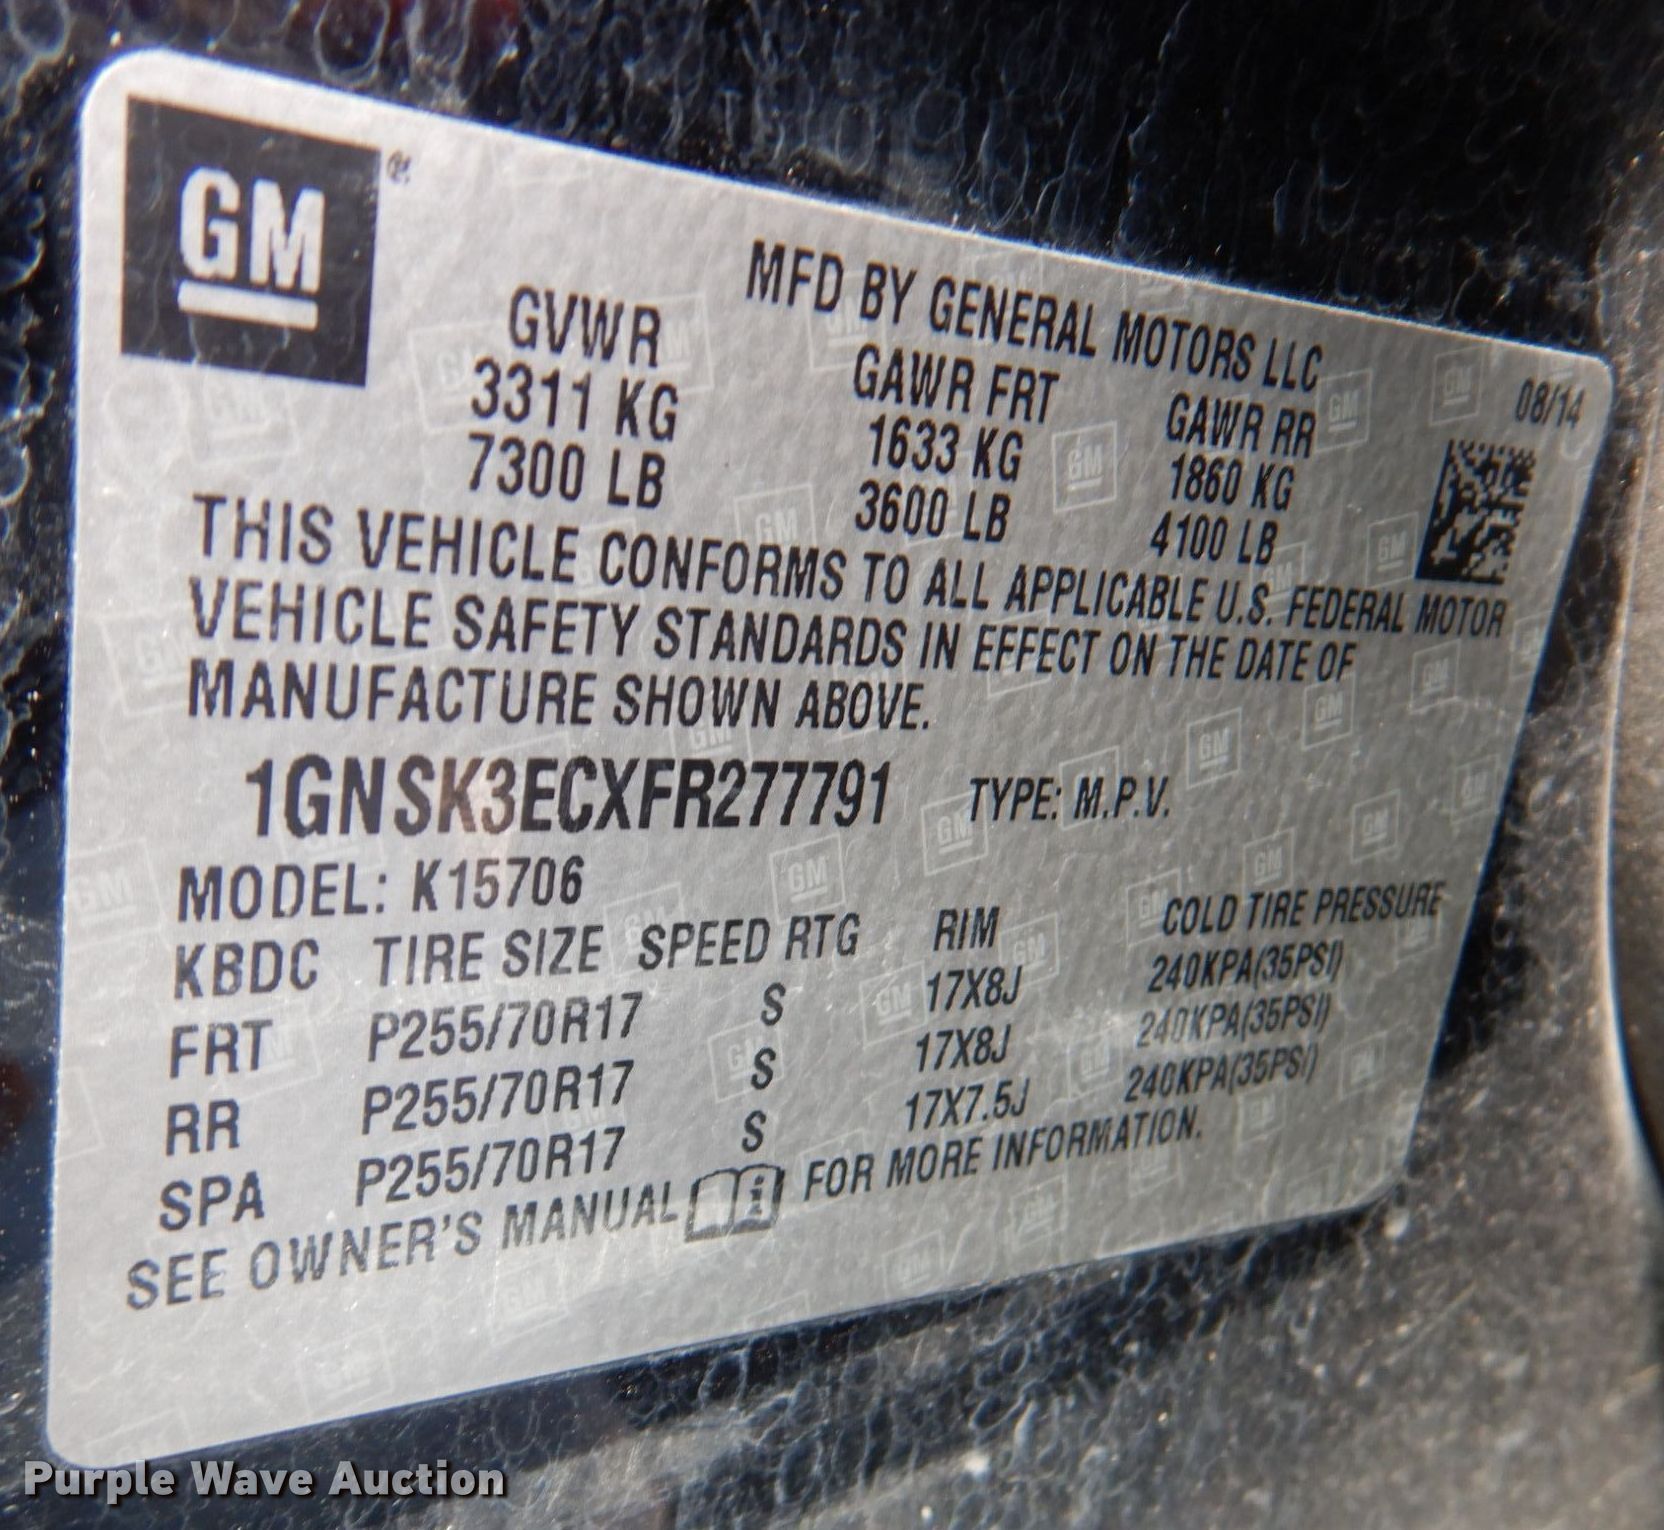 GM®
MFD BY GENERAL MOTORS LLC
08/14
GVWR GAWR FRT GAWR RR
3311 KG 1633 KG 1860 KG
7300 LB 3600 LB 4100 LB
THIS VEHICLE CONFORMS TO ALL APPLICABLE U.S. FEDERAL MOTOR
VEHICLE SAFETY STANDARDS IN EFFECT ON THE DATE OF
MANUFACTURE SHOWN ABOVE.
1GNSK3ECXFR277791 TYPE: M.P.V.
MODEL: K15706
KBDC TIRE SIZE SPEED RTG RIM COLD TIRE PRESSURE
FRT P255/70R17 S 17X8J 240KPA(35PSI)
RR P255/70R17 S 17X8J 240KPA(35PSI)
SPA P255/70R17 S 17X7.5J 240KPA(35PSI)
SEE OWNER'S MANUAL FOR MORE INFORMATION.
Purple Wave Auction